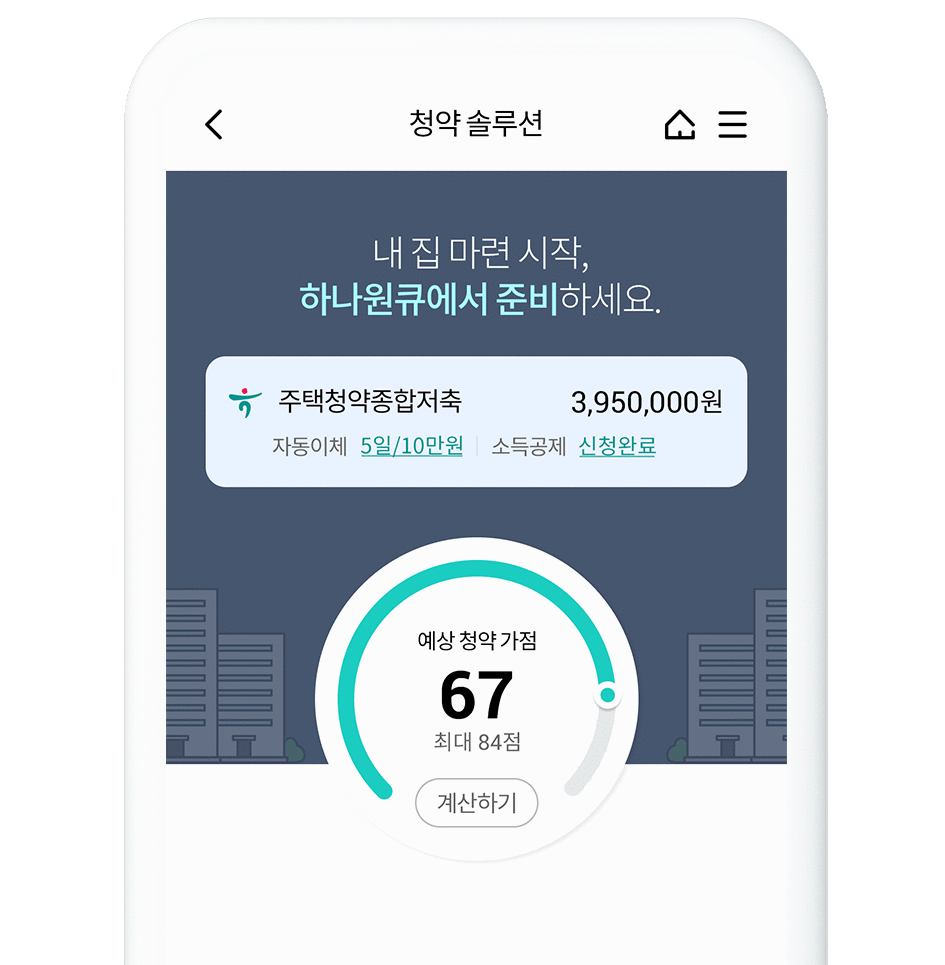 청약 솔루션
내 집 마련 시작,
하나원큐에서 준비하세요.
주택청약종합저축 3,950,000원
자동이체 5일/10만원 소득공제 신청완료
예상 청약 가점
67
최대 84점
계산하기